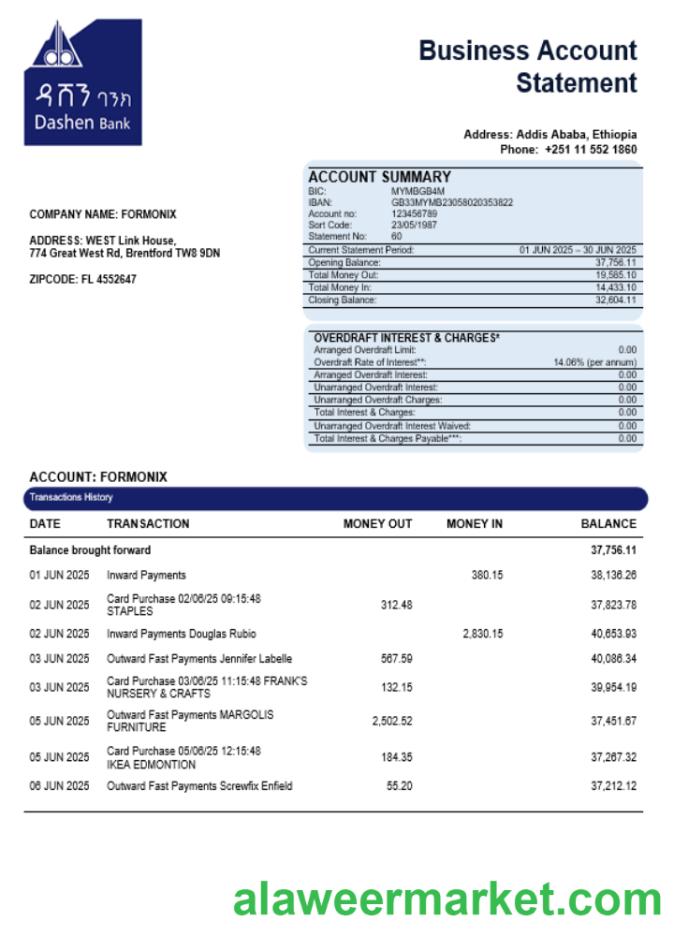 ዳሸን ባንክ
Dashen Bank
Business Account
Statement
Address: Addis Ababa, Ethiopia
Phone: +251 11 552 1860
COMPANY NAME: FORMONIX
ADDRESS: WEST Link House,
774 Great West Rd, Brentford TW8 9DN
ZIPCODE: FL 4552647
ACCOUNT SUMMARY
BIC: MYMBGB4M
IBAN: GB33MYMB23058020353822
Account no: 123456789
Sort Code: 23/05/1987
Statement No: 60
Current Statement Period: 01 JUN 2025 – 30 JUN 2025
Opening Balance: 37,756.11
Total Money Out: 19,585.10
Total Money In: 14,433.10
Closing Balance: 32,604.11
OVERDRAFT INTEREST & CHARGES*
Arranged Overdraft Limit: 0.00
Overdraft Rate of Interest**: 14.06% (per annum)
Arranged Overdraft Interest: 0.00
Unarranged Overdraft Interest: 0.00
Unarranged Overdraft Charges: 0.00
Total Interest & Charges: 0.00
Unarranged Overdraft Interest Waived: 0.00
Total Interest & Charges Payable***: 0.00
ACCOUNT: FORMONIX
Transactions History
DATE TRANSACTION MONEY OUT MONEY IN BALANCE
Balance brought forward 37,756.11
01 JUN 2025 Inward Payments 380.15 38,136.26
02 JUN 2025 Card Purchase 02/06/25 09:15:48
STAPLES 312.48 37,823.78
02 JUN 2025 Inward Payments Douglas Rubio 2,830.15 40,653.93
03 JUN 2025 Outward Fast Payments Jennifer Labelle 567.59 40,086.34
03 JUN 2025 Card Purchase 03/06/25 11:15:48 FRANK'S
NURSERY & CRAFTS 132.15 39,954.19
05 JUN 2025 Outward Fast Payments MARGOLIS
FURNITURE 2,502.52 37,451.67
05 JUN 2025 Card Purchase 05/06/25 12:15:48
IKEA EDMONTION 184.35 37,267.32
06 JUN 2025 Outward Fast Payments Screwfix Enfield 55.20 37,212.12
alaweermarket.com